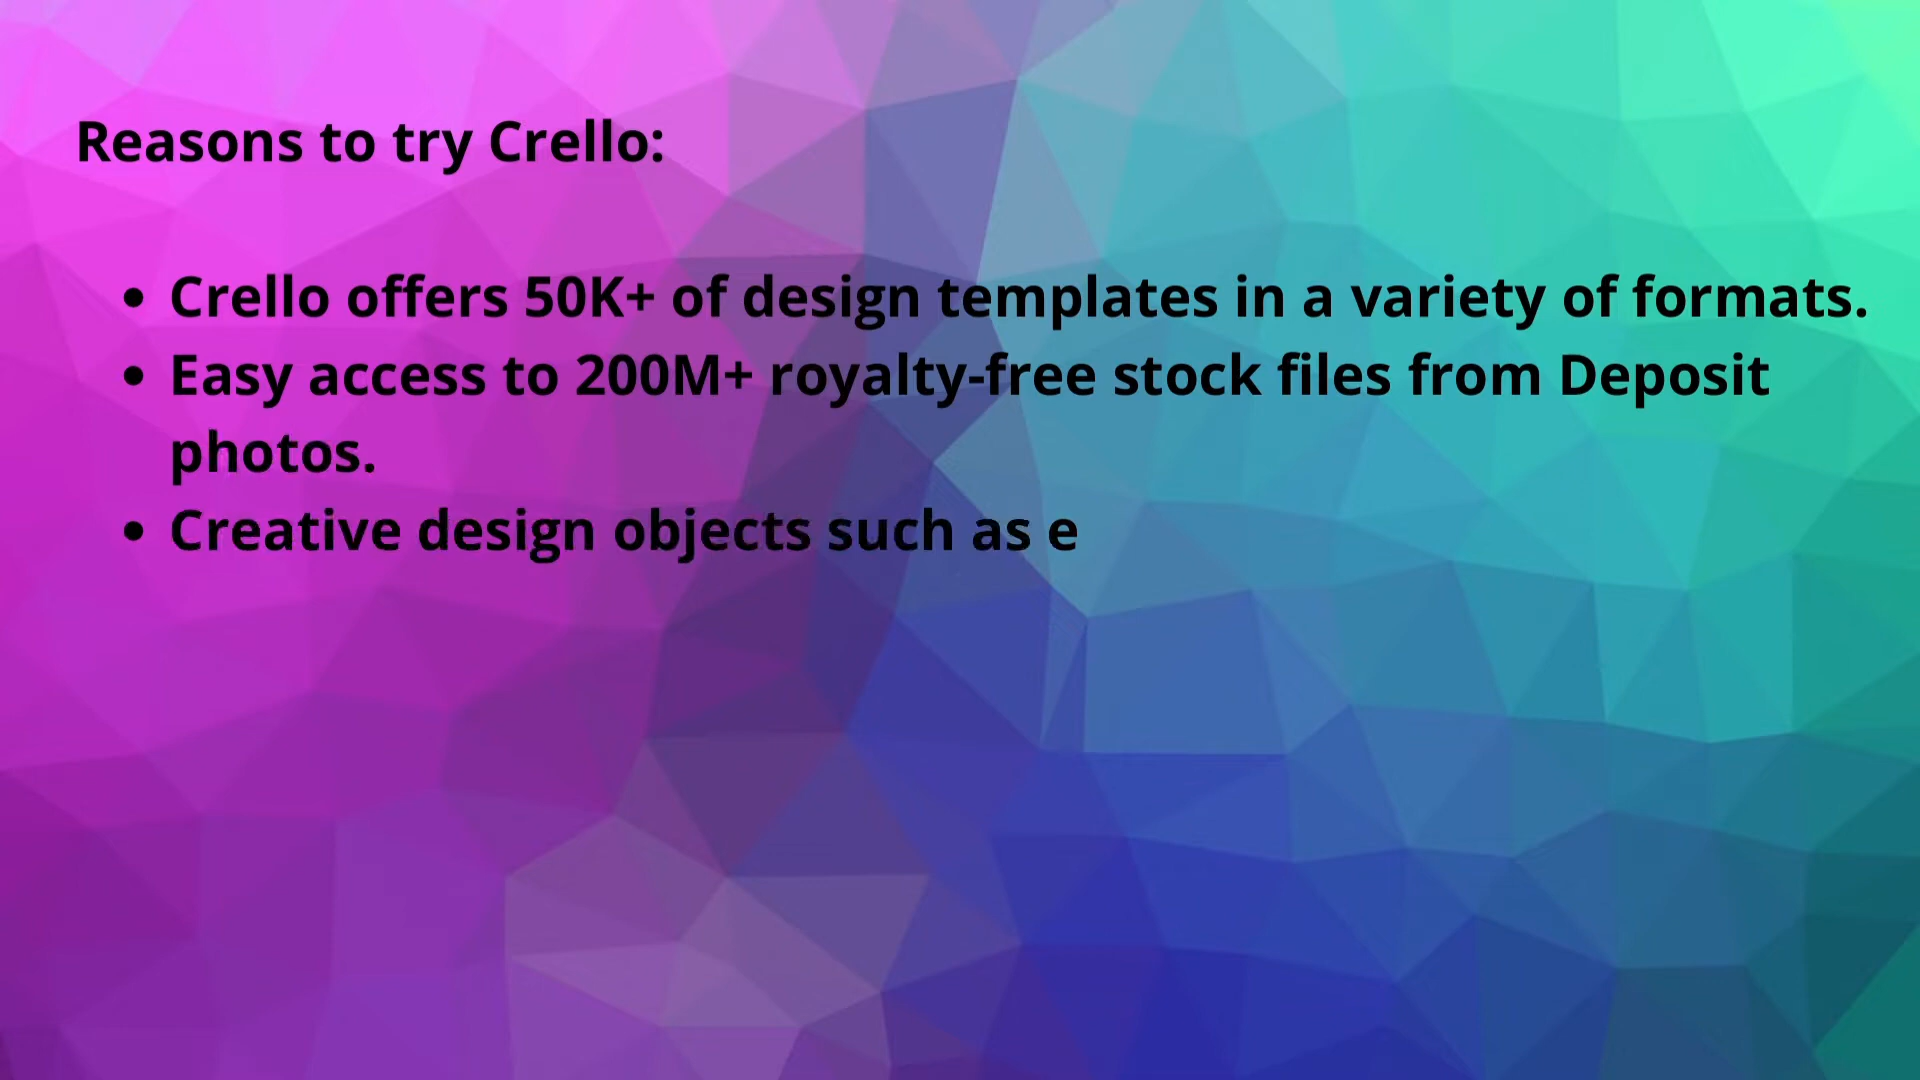 Reasons to try Crello:
• Crello offers 50K+ of design templates in a variety of formats.
• Easy access to 200M+ royalty-free stock files from Deposit
photos.
• Creative design objects such as e